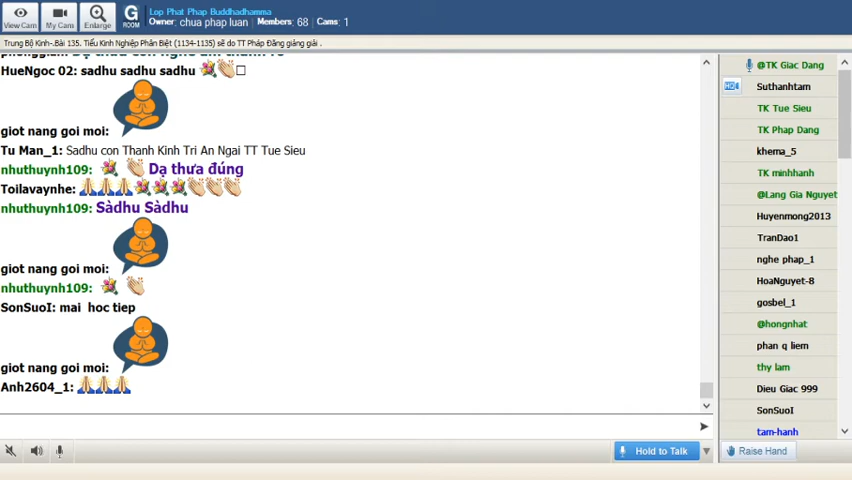 View Cam
My Cams
Enlarge
G
ROOM
Lop Phat Phap Buddhadhamma
Owner: chua phap luan Members: 68 Cams: 1
Trung Bộ Kinh-.Bài 135. Tiểu Kinh Nghiệp Phân Biệt (1134-1135) sẽ do TT Pháp Đăng giảng giải .
HueNgoc 02: sadhu sadhu sadhu
giot nang goi moi:
Tu Man_1: Sadhu con Thanh Kinh Tri An Ngai TT Tue Sieu
nhuthuynh109: Dạ thưa đúng
Toilavaynhe:
nhuthuynh109: Sàdhu Sàdhu
giot nang goi moi:
nhuthuynh109:
SonSuoI: mai hoc tiep
giot nang goi moi:
Anh2604_1:
@TK Giac Dang
Suthanhtam
TK Tue Sieu
TK Phap Dang
khema_5
TK minhhanh
@Lang Gia Nguyet
Huyenmong2013
TranDao1
nghe phap_1
HoaNguyet-8
gosbel_1
@hongnhat
phan q liem
thy lam
Dieu Giac 999
SonSuoI
tam-hanh
Hold to Talk
Raise Hand